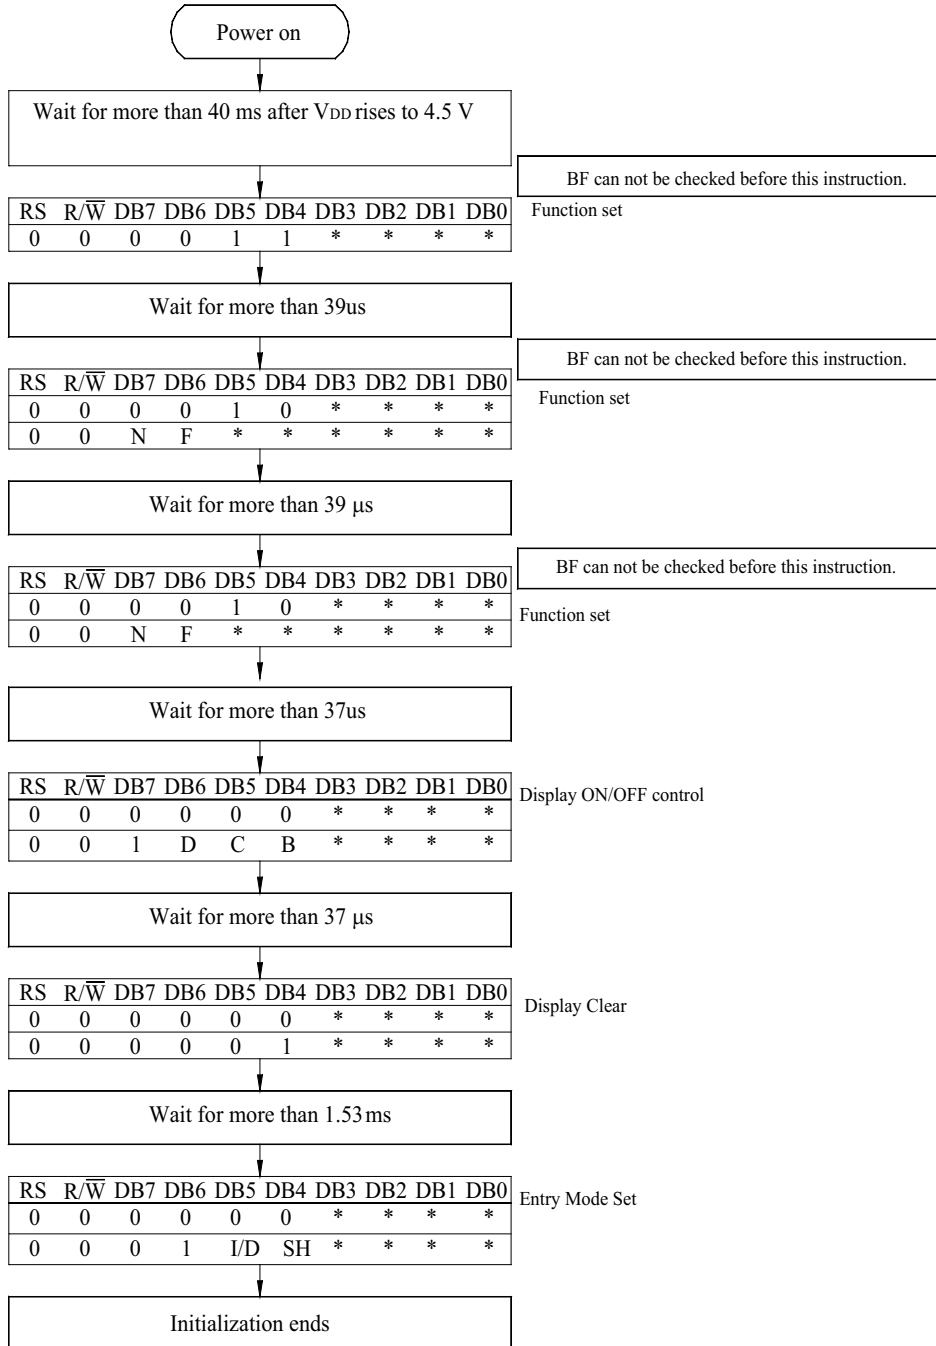 Power on
Wait for more than 40 ms after VDD rises to 4.5 V
BF can not be checked before this instruction.
RS R/W̅ DB7 DB6 DB5 DB4 DB3 DB2 DB1 DB0
Function set
0 0 0 0 1 1 * * * *
Wait for more than 39us
BF can not be checked before this instruction.
RS R/W̅ DB7 DB6 DB5 DB4 DB3 DB2 DB1 DB0
Function set
0 0 0 0 1 0 * * * *
0 0 N F * * * * * *
Wait for more than 39 μs
BF can not be checked before this instruction.
RS R/W̅ DB7 DB6 DB5 DB4 DB3 DB2 DB1 DB0
0 0 0 0 1 0 * * * *
Function set
0 0 N F * * * * * *
Wait for more than 37us
RS R/W̅ DB7 DB6 DB5 DB4 DB3 DB2 DB1 DB0
Display ON/OFF control
0 0 0 0 0 0 * * * *
0 0 1 D C B * * * *
Wait for more than 37 μs
RS R/W̅ DB7 DB6 DB5 DB4 DB3 DB2 DB1 DB0
Display Clear
0 0 0 0 0 0 * * * *
0 0 0 0 0 1 * * * *
Wait for more than 1.53ms
RS R/W̅ DB7 DB6 DB5 DB4 DB3 DB2 DB1 DB0
Entry Mode Set
0 0 0 0 0 0 * * * *
0 0 0 1 I/D SH * * * *
Initialization ends